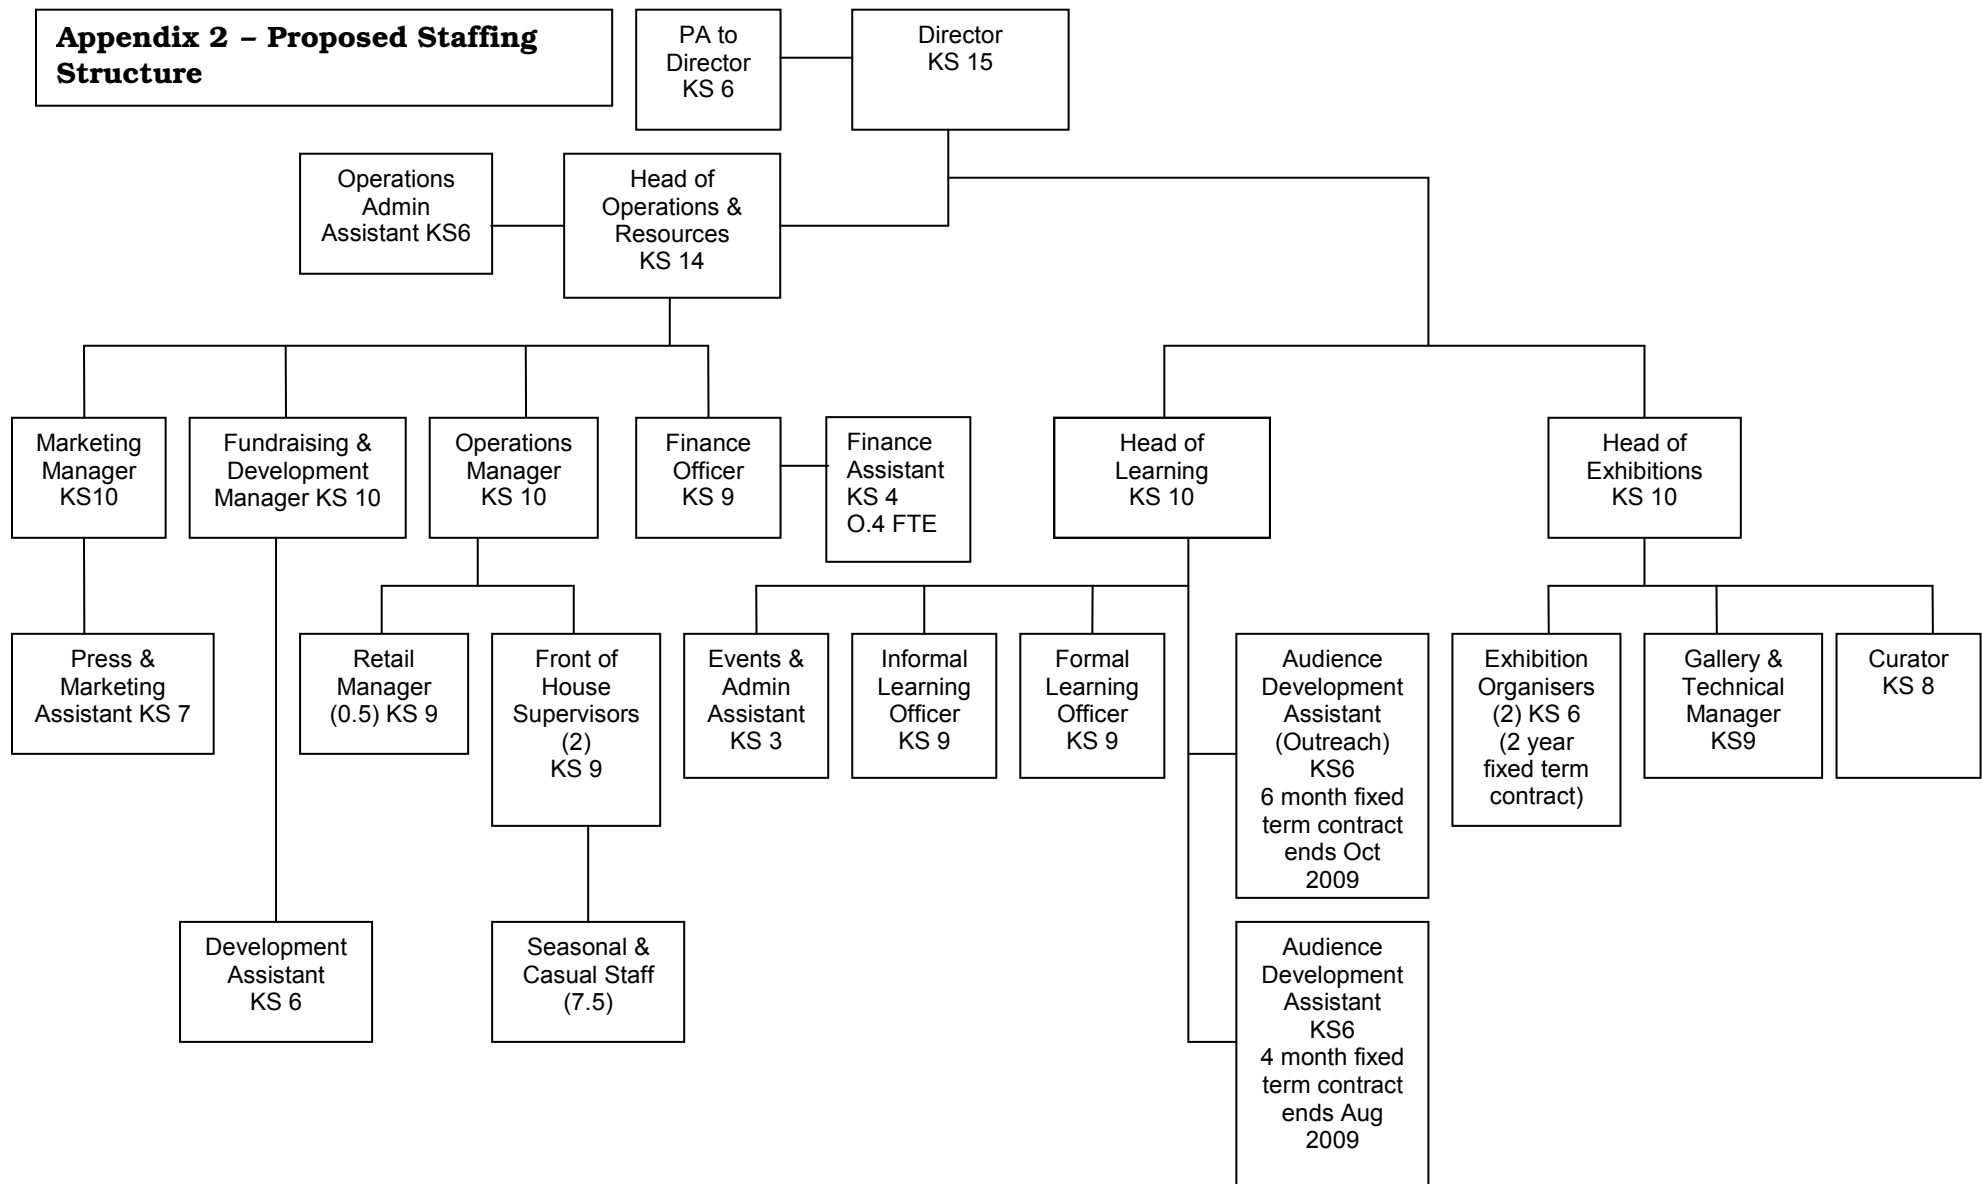 Appendix 2 – Proposed Staffing
Structure
PA to
Director
KS 6
Director
KS 15
Operations
Admin
Assistant KS6
Head of
Operations &
Resources
KS 14
Marketing
Manager
KS10
Fundraising &
Development
Manager KS 10
Operations
Manager
KS 10
Finance
Officer
KS 9
Finance
Assistant
KS 4
O.4 FTE
Head of
Learning
KS 10
Head of
Exhibitions
KS 10
Press &
Marketing
Assistant KS 7
Retail
Manager
(0.5) KS 9
Front of
House
Supervisors
(2)
KS 9
Events &
Admin
Assistant
KS 3
Informal
Learning
Officer
KS 9
Formal
Learning
Officer
KS 9
Audience
Development
Assistant
(Outreach)
KS6
6 month fixed
term contract
ends Oct
2009
Exhibition
Organisers
(2) KS 6
(2 year
fixed term
contract)
Gallery &
Technical
Manager
KS9
Curator
KS 8
Development
Assistant
KS 6
Seasonal &
Casual Staff
(7.5)
Audience
Development
Assistant
KS6
4 month fixed
term contract
ends Aug
2009